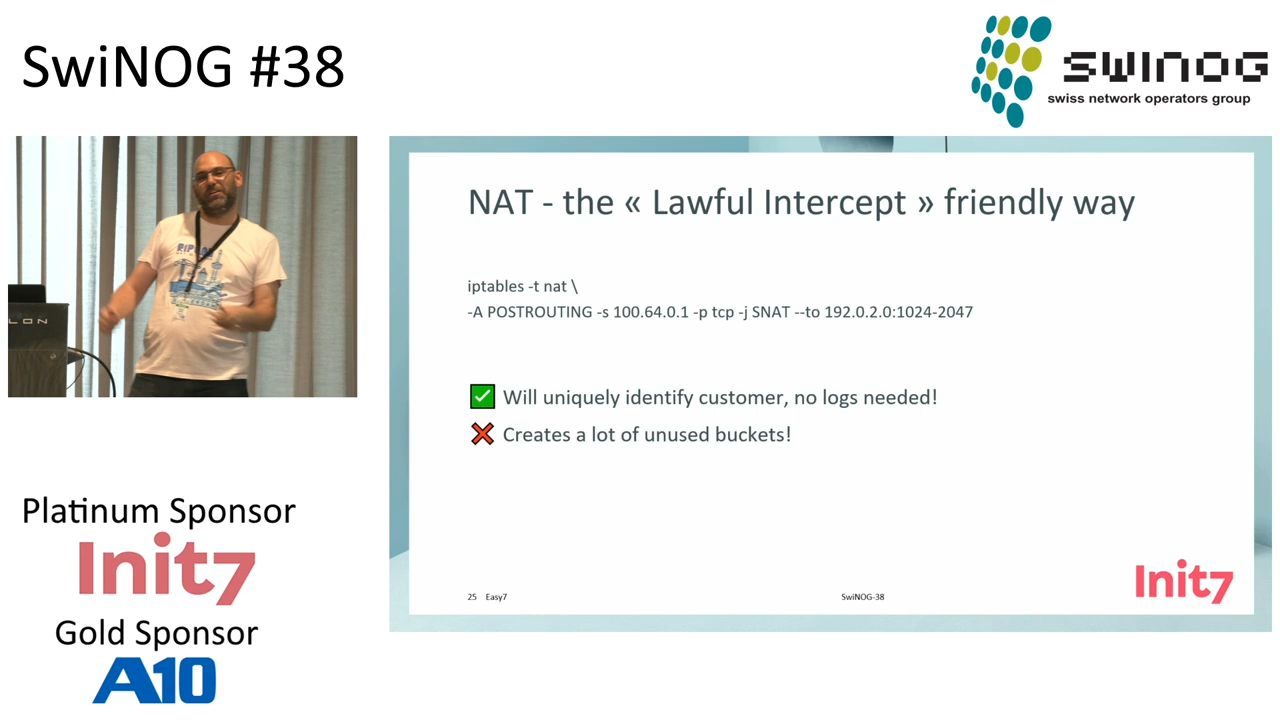 SwiNOG #38
SWINOG
swiss network operators group
NAT - the « Lawful Intercept » friendly way
iptables -t nat \
-A POSTROUTING -s 100.64.0.1 -p tcp -j SNAT --to 192.0.2.0:1024-2047
Will uniquely identify customer, no logs needed!
Creates a lot of unused buckets!
25 Easy7
SwiNOG-38
Init7
Platinum Sponsor
Init7
Gold Sponsor
A10